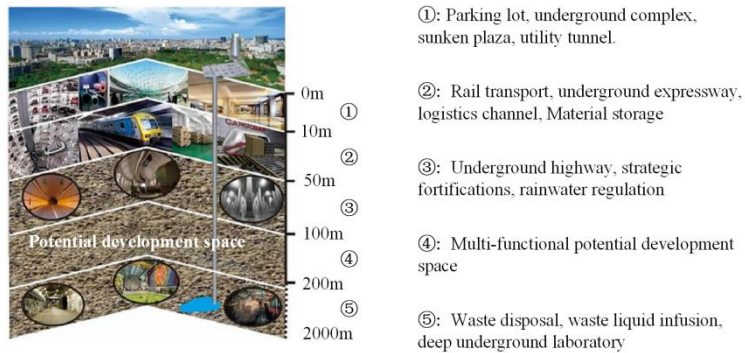 0m
①
10m
②
50m
③
100m
Potential development space
④
200m
⑤
2000m
①: Parking lot, underground complex,
sunken plaza, utility tunnel.
②: Rail transport, underground expressway,
logistics channel, Material storage
③: Underground highway, strategic
fortifications, rainwater regulation
④: Multi-functional potential development
space
⑤: Waste disposal, waste liquid infusion,
deep underground laboratory